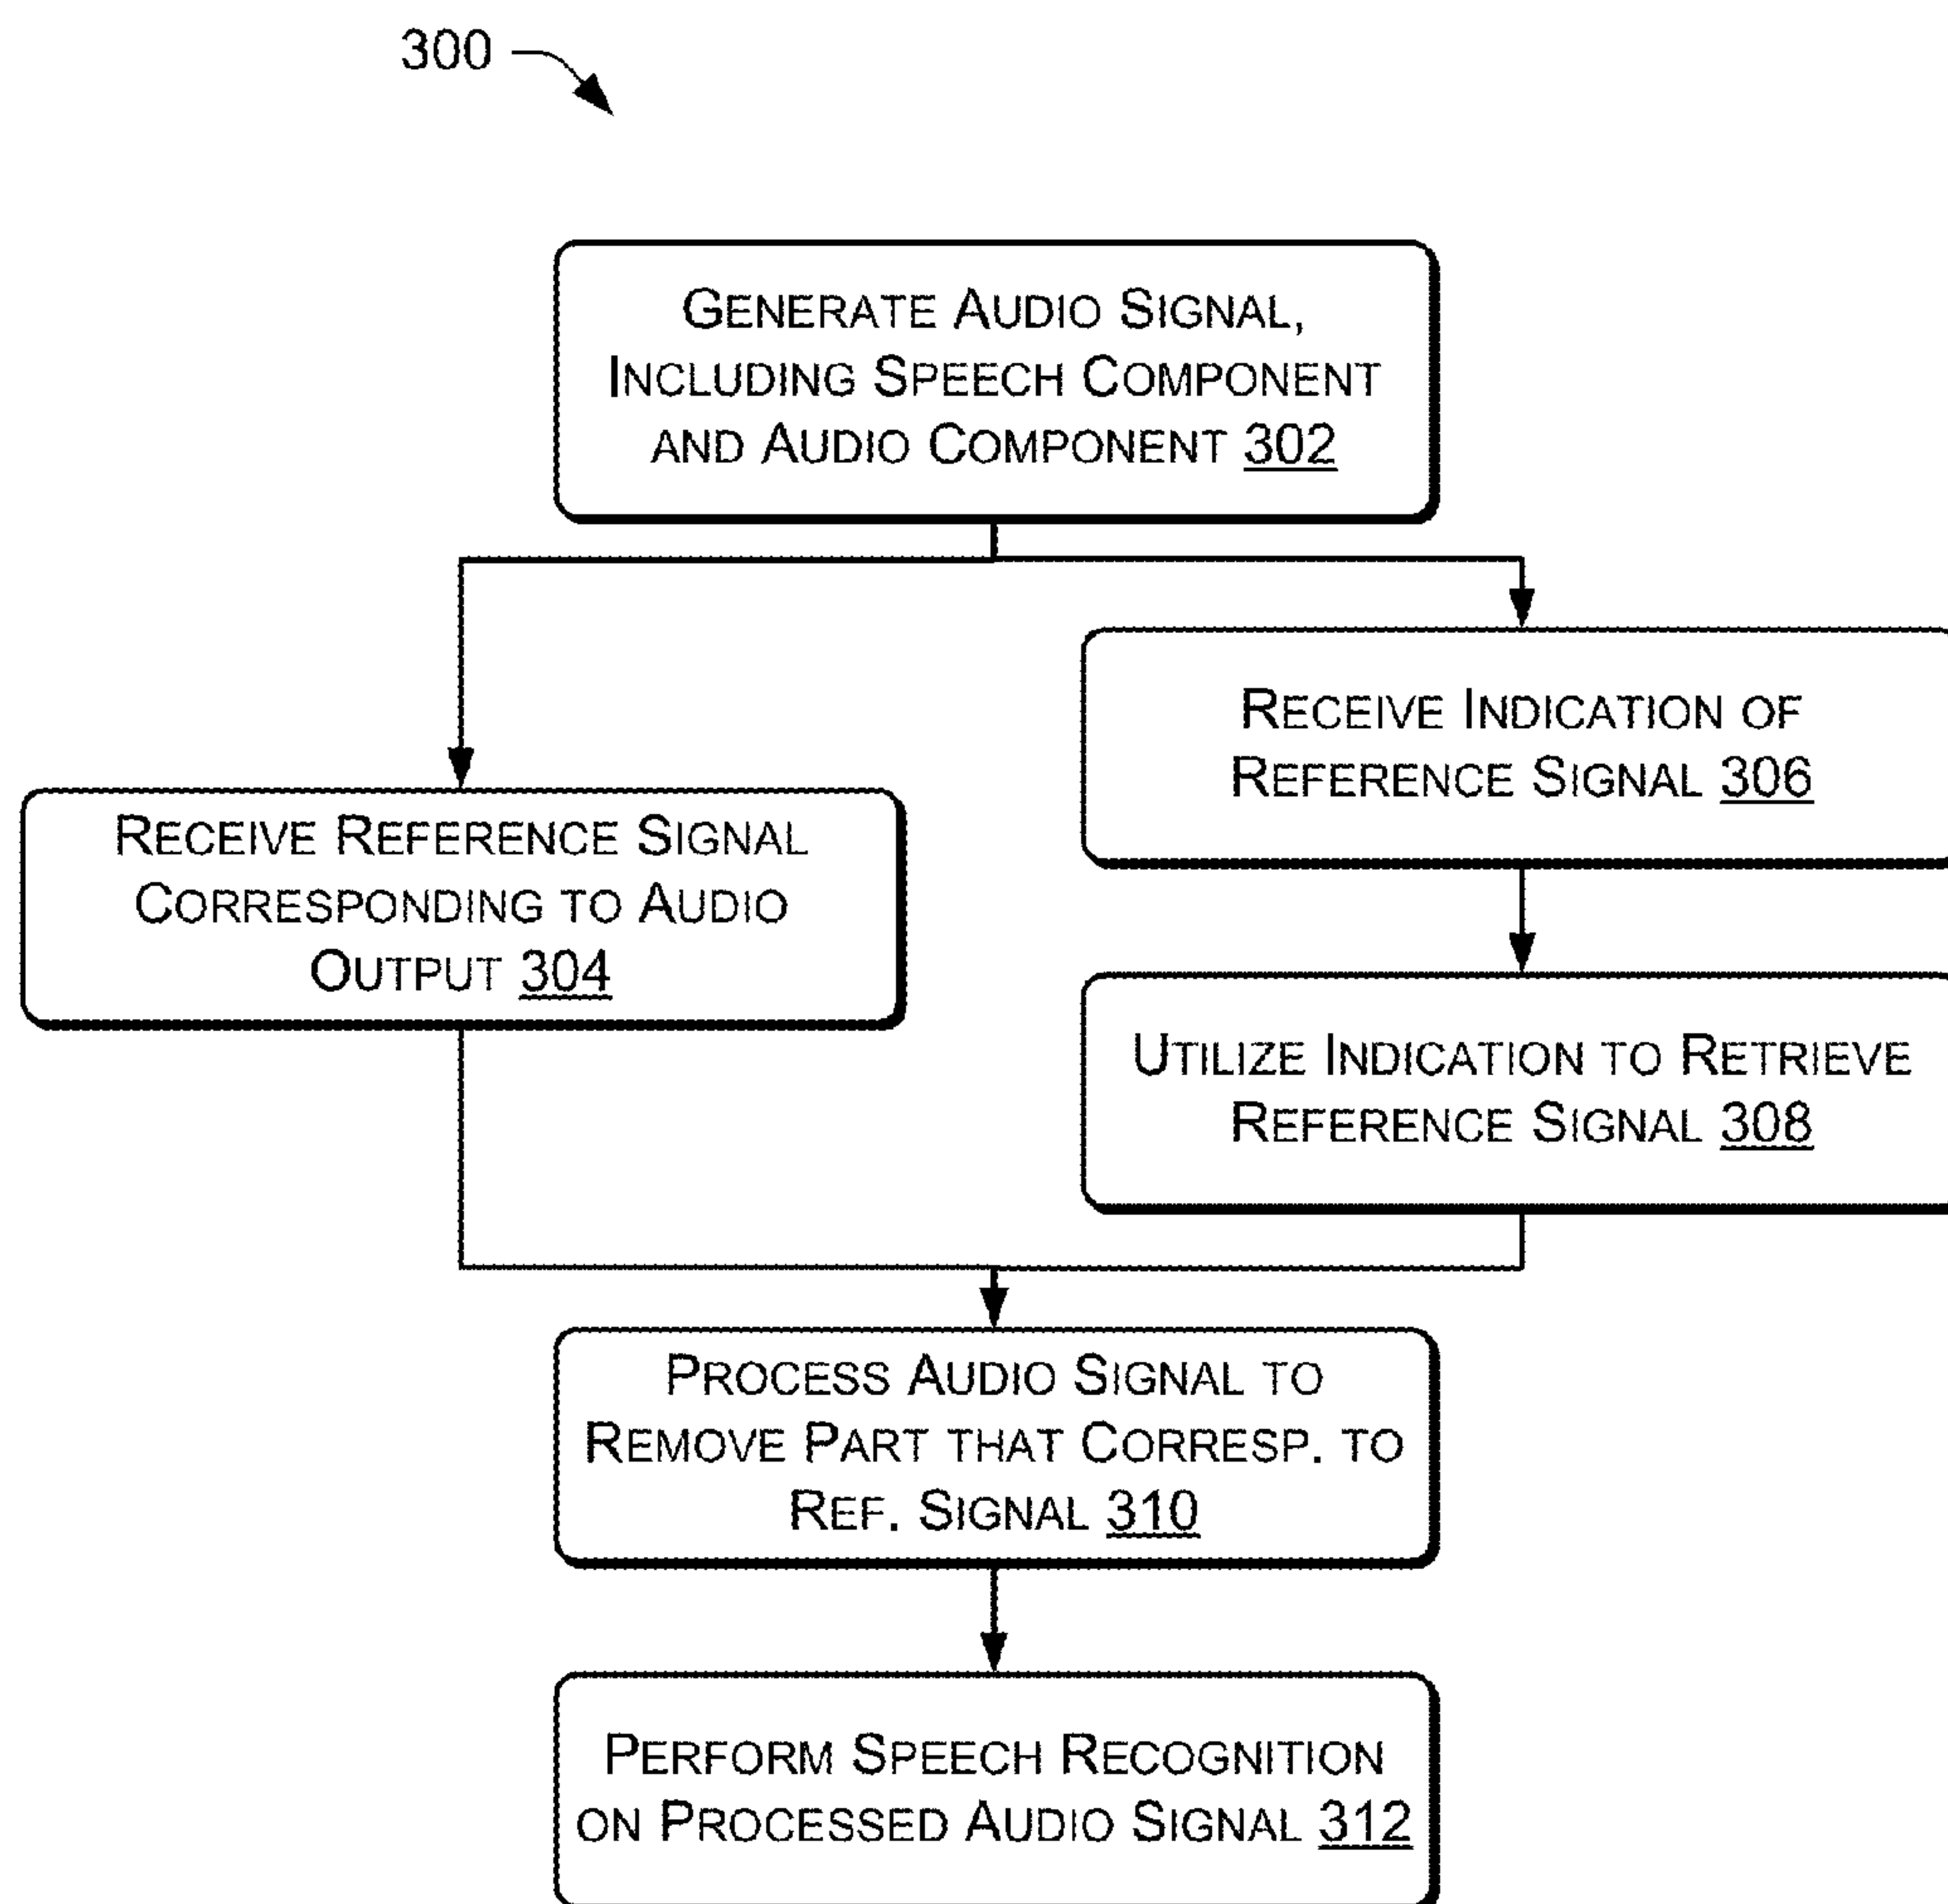 300
GENERATE AUDIO SIGNAL,
INCLUDING SPEECH COMPONENT
AND AUDIO COMPONENT 302
RECEIVE INDICATION OF
REFERENCE SIGNAL 306
RECEIVE REFERENCE SIGNAL
CORRESPONDING TO AUDIO
OUTPUT 304
UTILIZE INDICATION TO RETRIEVE
REFERENCE SIGNAL 308
PROCESS AUDIO SIGNAL TO
REMOVE PART THAT CORRESP. TO
REF. SIGNAL 310
PERFORM SPEECH RECOGNITION
ON PROCESSED AUDIO SIGNAL 312